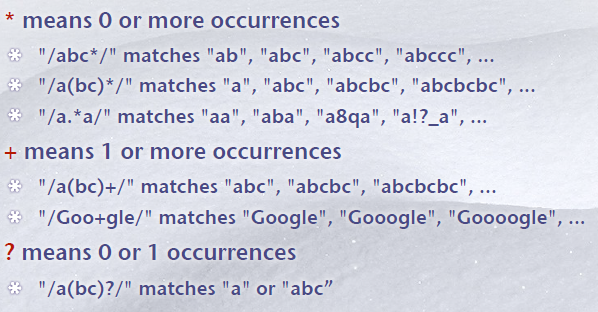 * means 0 or more occurrences
"/abc*/" matches "ab", "abc", "abcc", "abccc", ...
"/a(bc)*/" matches "a", "abc", "abcbc", "abcbcbc", ...
"/a.*a/" matches "aa", "aba", "a8qa", "a!?_a", ...
+ means 1 or more occurrences
"/a(bc)+/" matches "abc", "abcbc", "abcbcbc", ...
"/Goo+gle/" matches "Google", "Gooogle", "Goooogle", ...
? means 0 or 1 occurrences
"/a(bc)?/" matches "a" or "abc”